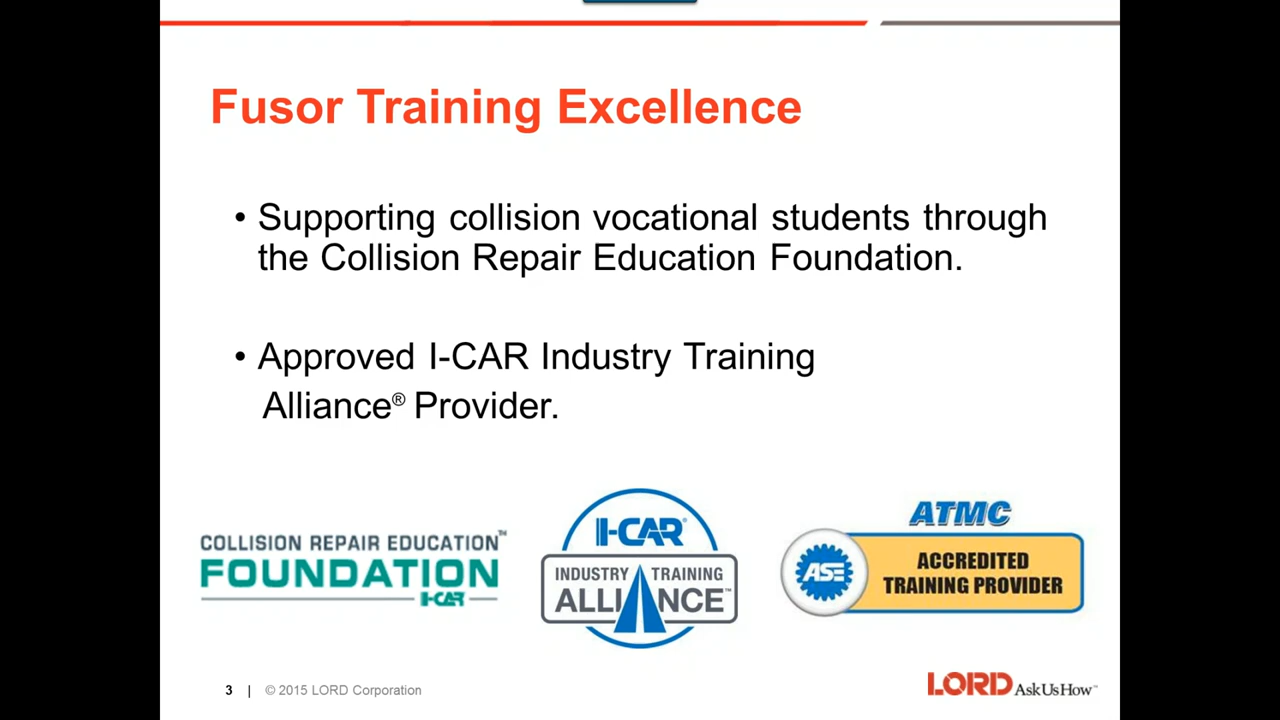 Fusor Training Excellence
• Supporting collision vocational students through
the Collision Repair Education Foundation.
• Approved I-CAR Industry Training
Alliance® Provider.
COLLISION REPAIR EDUCATION™
FOUNDATION
I-CAR
I-CAR®
INDUSTRY TRAINING
ALLIANCE™
ATMC
ASE
ACCREDITED
TRAINING PROVIDER
3 | © 2015 LORD Corporation
LORD AskUsHow™